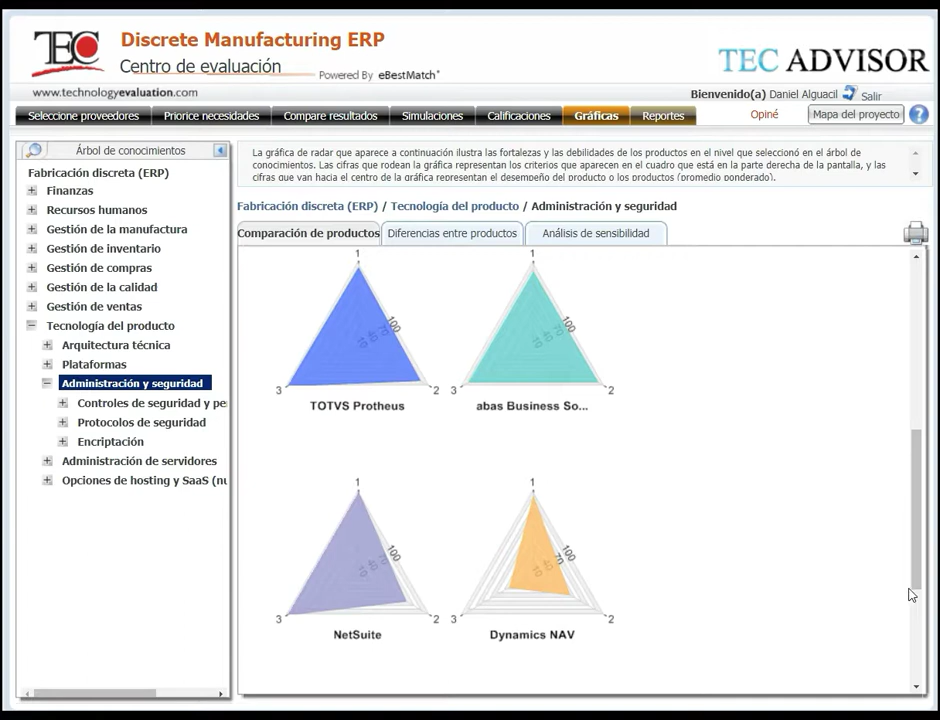 TEC
Discrete Manufacturing ERP
Centro de evaluación
Powered By eBestMatch
www.technologyevaluation.com
TEC ADVISOR
Bienvenido(a) Daniel Alguacil Salir
Seleccione proveedores Priorice necesidades Compare resultados Simulaciones Calificaciones Gráficas Reportes Opiné Mapa del proyecto ?
Árbol de conocimientos
Fabricación discreta (ERP)
Finanzas
Recursos humanos
Gestión de la manufactura
Gestión de inventario
Gestión de compras
Gestión de la calidad
Gestión de ventas
Tecnología del producto
Arquitectura técnica
Plataformas
Administración y seguridad
Controles de seguridad y pe
Protocolos de seguridad
Encriptación
Administración de servidores
Opciones de hosting y SaaS (nu
La gráfica de radar que aparece a continuación ilustra las fortalezas y las debilidades de los productos en el nivel que seleccionó en el árbol de
conocimientos. Las cifras que rodean la gráfica representan los criterios que aparecen en el cuadro que está en la parte derecha de la pantalla, y las
cifras que van hacia el centro de la gráfica representan el desempeño del producto o los productos (promedio ponderado).
Fabricación discreta (ERP) / Tecnología del producto / Administración y seguridad
Comparación de productos Diferencias entre productos Análisis de sensibilidad
1 1
100 100
3 2 3 2
TOTVS Protheus abas Business So...
1 1
100 100
3 2 3 2
NetSuite Dynamics NAV